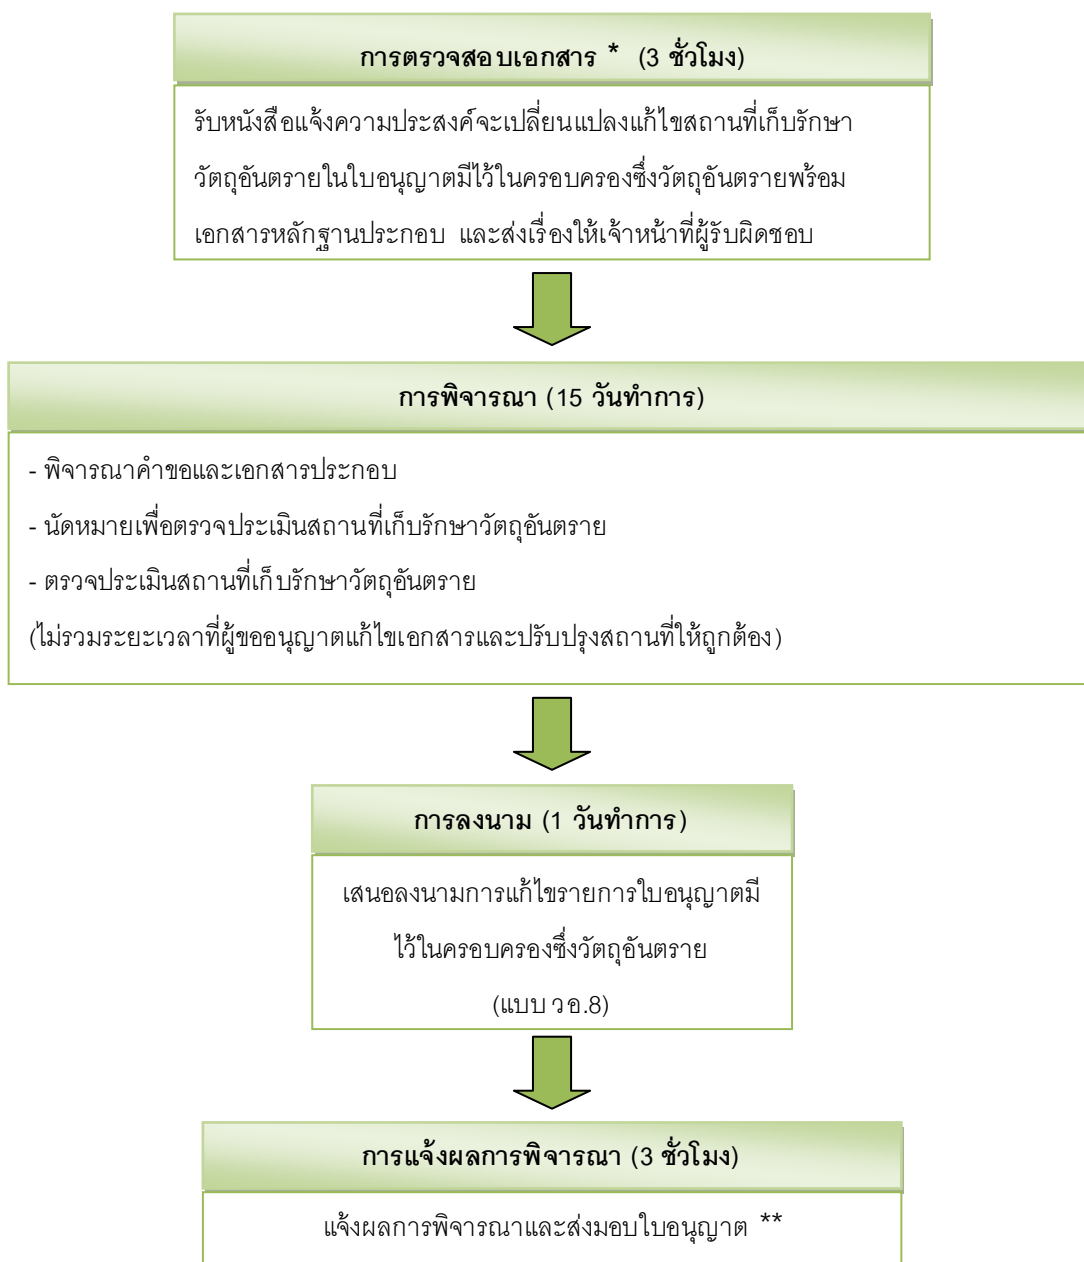 การตรวจสอบเอกสาร * (3 ชั่วโมง)
รับหนังสือแจ้งความประสงค์จะเปลี่ยนแปลงแก้ไขสถานที่เก็บรักษา
วัตถุอันตรายในใบอนุญาตมีไว้ในครอบครองซึ่งวัตถุอันตรายพร้อม
เอกสารหลักฐานประกอบ และส่งเรื่องให้เจ้าหน้าที่ผู้รับผิดชอบ
การพิจารณา (15 วันทำการ)
- พิจารณาคำขอและเอกสารประกอบ
- นัดหมายเพื่อตรวจประเมินสถานที่เก็บรักษาวัตถุอันตราย
- ตรวจประเมินสถานที่เก็บรักษาวัตถุอันตราย
(ไม่รวมระยะเวลาที่ผู้ขออนุญาตแก้ไขเอกสารและปรับปรุงสถานที่ให้ถูกต้อง)
การลงนาม (1 วันทำการ)
เสนอลงนามการแก้ไขรายการใบอนุญาตมี
ไว้ในครอบครองซึ่งวัตถุอันตราย
(แบบ วอ.8)
การแจ้งผลการพิจารณา (3 ชั่วโมง)
แจ้งผลการพิจารณาและส่งมอบใบอนุญาต **